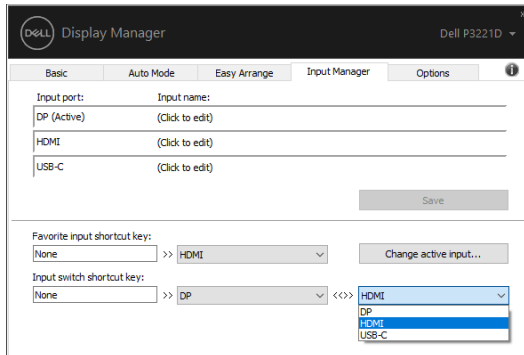 DELL Display Manager Dell P3221D
Basic Auto Mode Easy Arrange Input Manager Options
Input port: Input name:
DP (Active) (Click to edit)
HDMI (Click to edit)
USB-C (Click to edit)
Save
Favorite input shortcut key:
None >> HDMI Change active input...
Input switch shortcut key:
None >> DP <<>> HDMI
DP
HDMI
USB-C